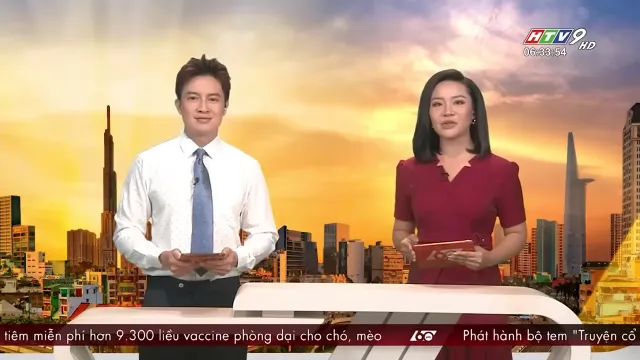 HTV9 HD
06:33:54
tiêm miễn phí hơn 9.300 liều vaccine phòng dại cho chó, mèo 60 Phát hành bộ tem "Truyện cổ